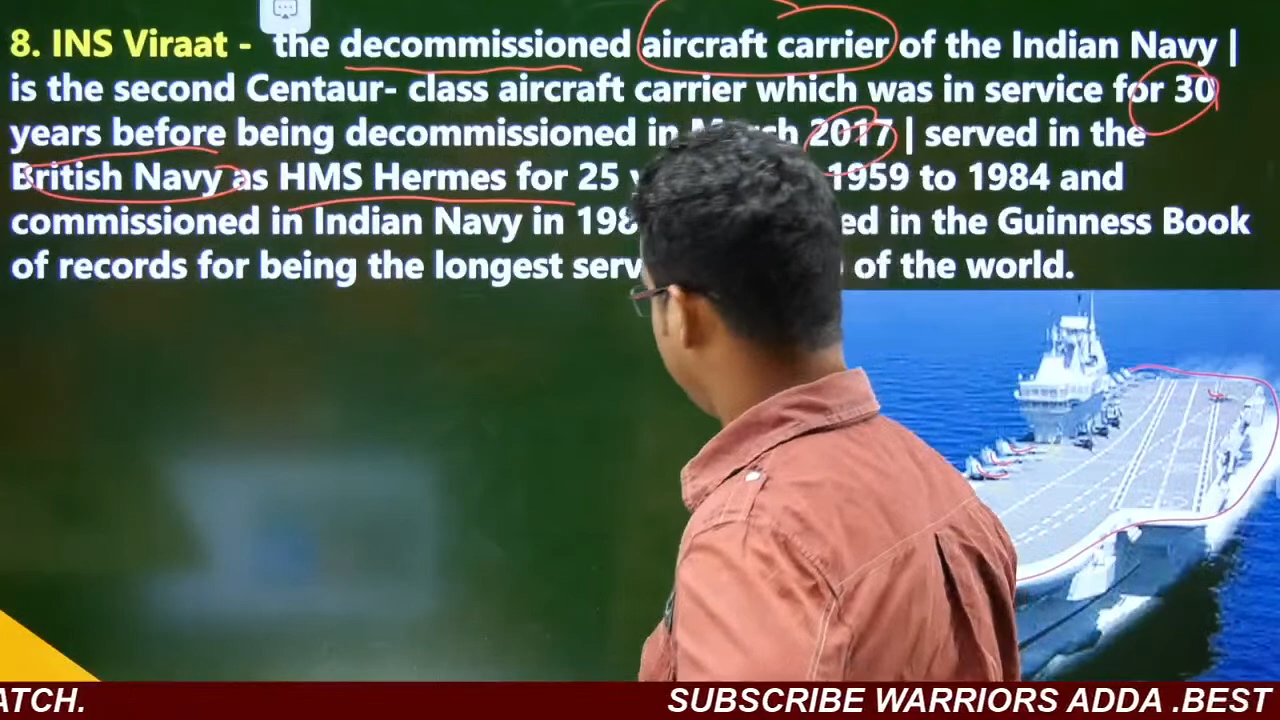 8. INS Viraat - the decommissioned aircraft carrier of the Indian Navy |
is the second Centaur- class aircraft carrier which was in service for 30
years before being decommissioned in March 2017 | served in the
British Navy as HMS Hermes for 25 1959 to 1984 and
commissioned in Indian Navy in in the Guinness Book
of records for being the longest of the world.
ATCH. SUBSCRIBE WARRIORS ADDA .BEST